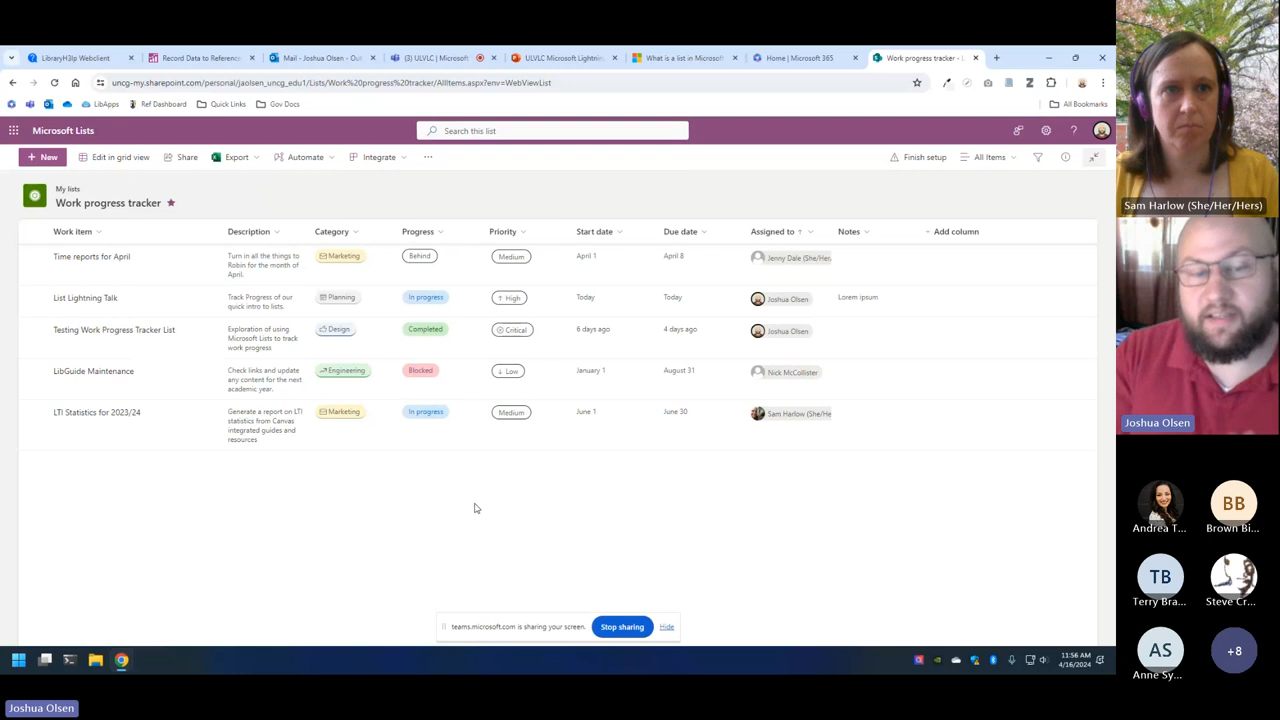 LibraryH3lp Webclient
Record Data to Referenc
Mail - Joshua Olsen - Out
(3) ULVLC | Microsoft
ULVLC Microsoft Lightnin
What is a list in Microsoft
Home | Microsoft 365
Work progress tracker - L
uncg-my.sharepoint.com/personal/jaolsen_uncg_edu1/Lists/Work%20progress%20tracker/AllItems.aspx?env=WebViewList
LibApps
Ref Dashboard
Quick Links
Gov Docs
All Bookmarks
Microsoft Lists
Search this list
New
Edit in grid view
Share
Export
Automate
Integrate
Finish setup
All Items
My lists
Work progress tracker
Work item Description Category Progress Priority Start date Due date Assigned to Notes Add column
Time reports for April
Turn in all the things to
Robin for the month of
April.
Marketing
Behind
Medium
April 1
April 8
Jenny Dale (She/Her,
List Lightning Talk
Track Progress of our
quick intro to lists.
Planning
In progress
High
Today
Today
Joshua Olsen
Lorem ipsum
Testing Work Progress Tracker List
Exploration of using
Microsoft Lists to track
work progress
Design
Completed
Critical
6 days ago
4 days ago
Joshua Olsen
LibGuide Maintenance
Check links and update
any content for the next
academic year.
Engineering
Blocked
Low
January 1
August 31
Nick McCollister
LTI Statistics for 2023/24
Generate a report on LTI
statistics from Canvas
integrated guides and
resources
Marketing
In progress
Medium
June 1
June 30
Sam Harlow (She/He
teams.microsoft.com is sharing your screen.
Stop sharing
Hide
11:56 AM
4/16/2024
Joshua Olsen
Sam Harlow (She/Her/Hers)
Joshua Olsen
Andrea T...
BB
Brown Bi...
TB
Terry Bra...
Steve Cr...
AS
Anne Sy...
+8